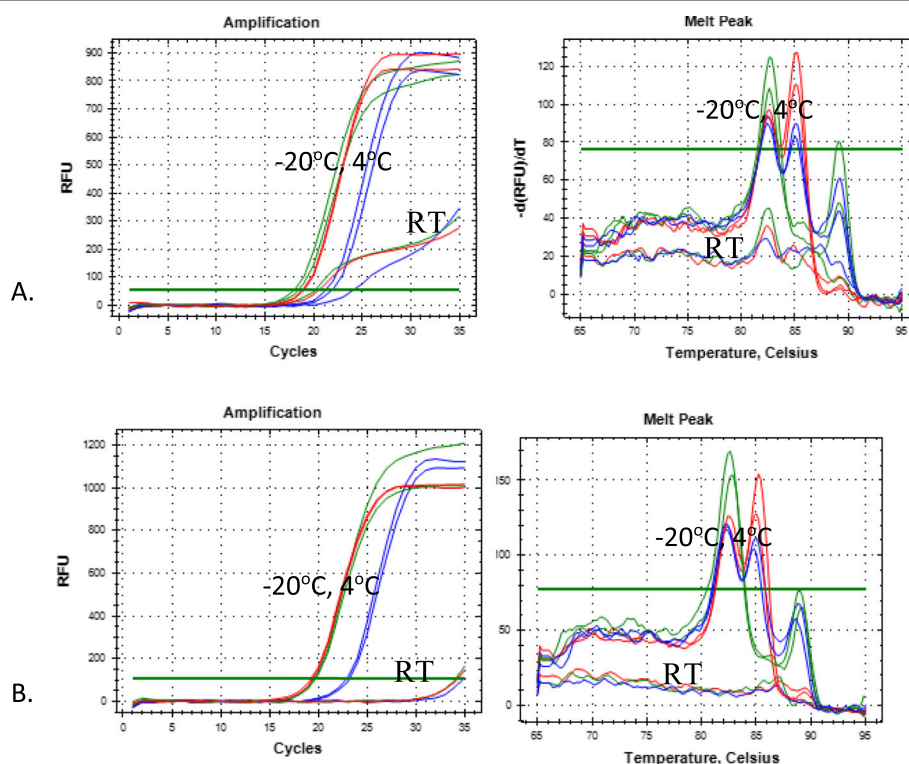 A.
Amplification
RFU
900
800
700
600
500
400
300
200
100
0
-20°C, 4°C
RT
0 5 10 15 20 25 30 35
Cycles
Melt Peak
-d(RFU)/dT
120
100
80
60
40
20
0
-20°C, 4°C
RT
65 70 75 80 85 90 95
Temperature, Celsius
B.
Amplification
RFU
1200
1000
800
600
400
200
0
-20°C, 4°C
RT
0 5 10 15 20 25 30 35
Cycles
Melt Peak
150
100
50
0
-20°C, 4°C
RT
65 70 75 80 85 90 95
Temperature, Celsius